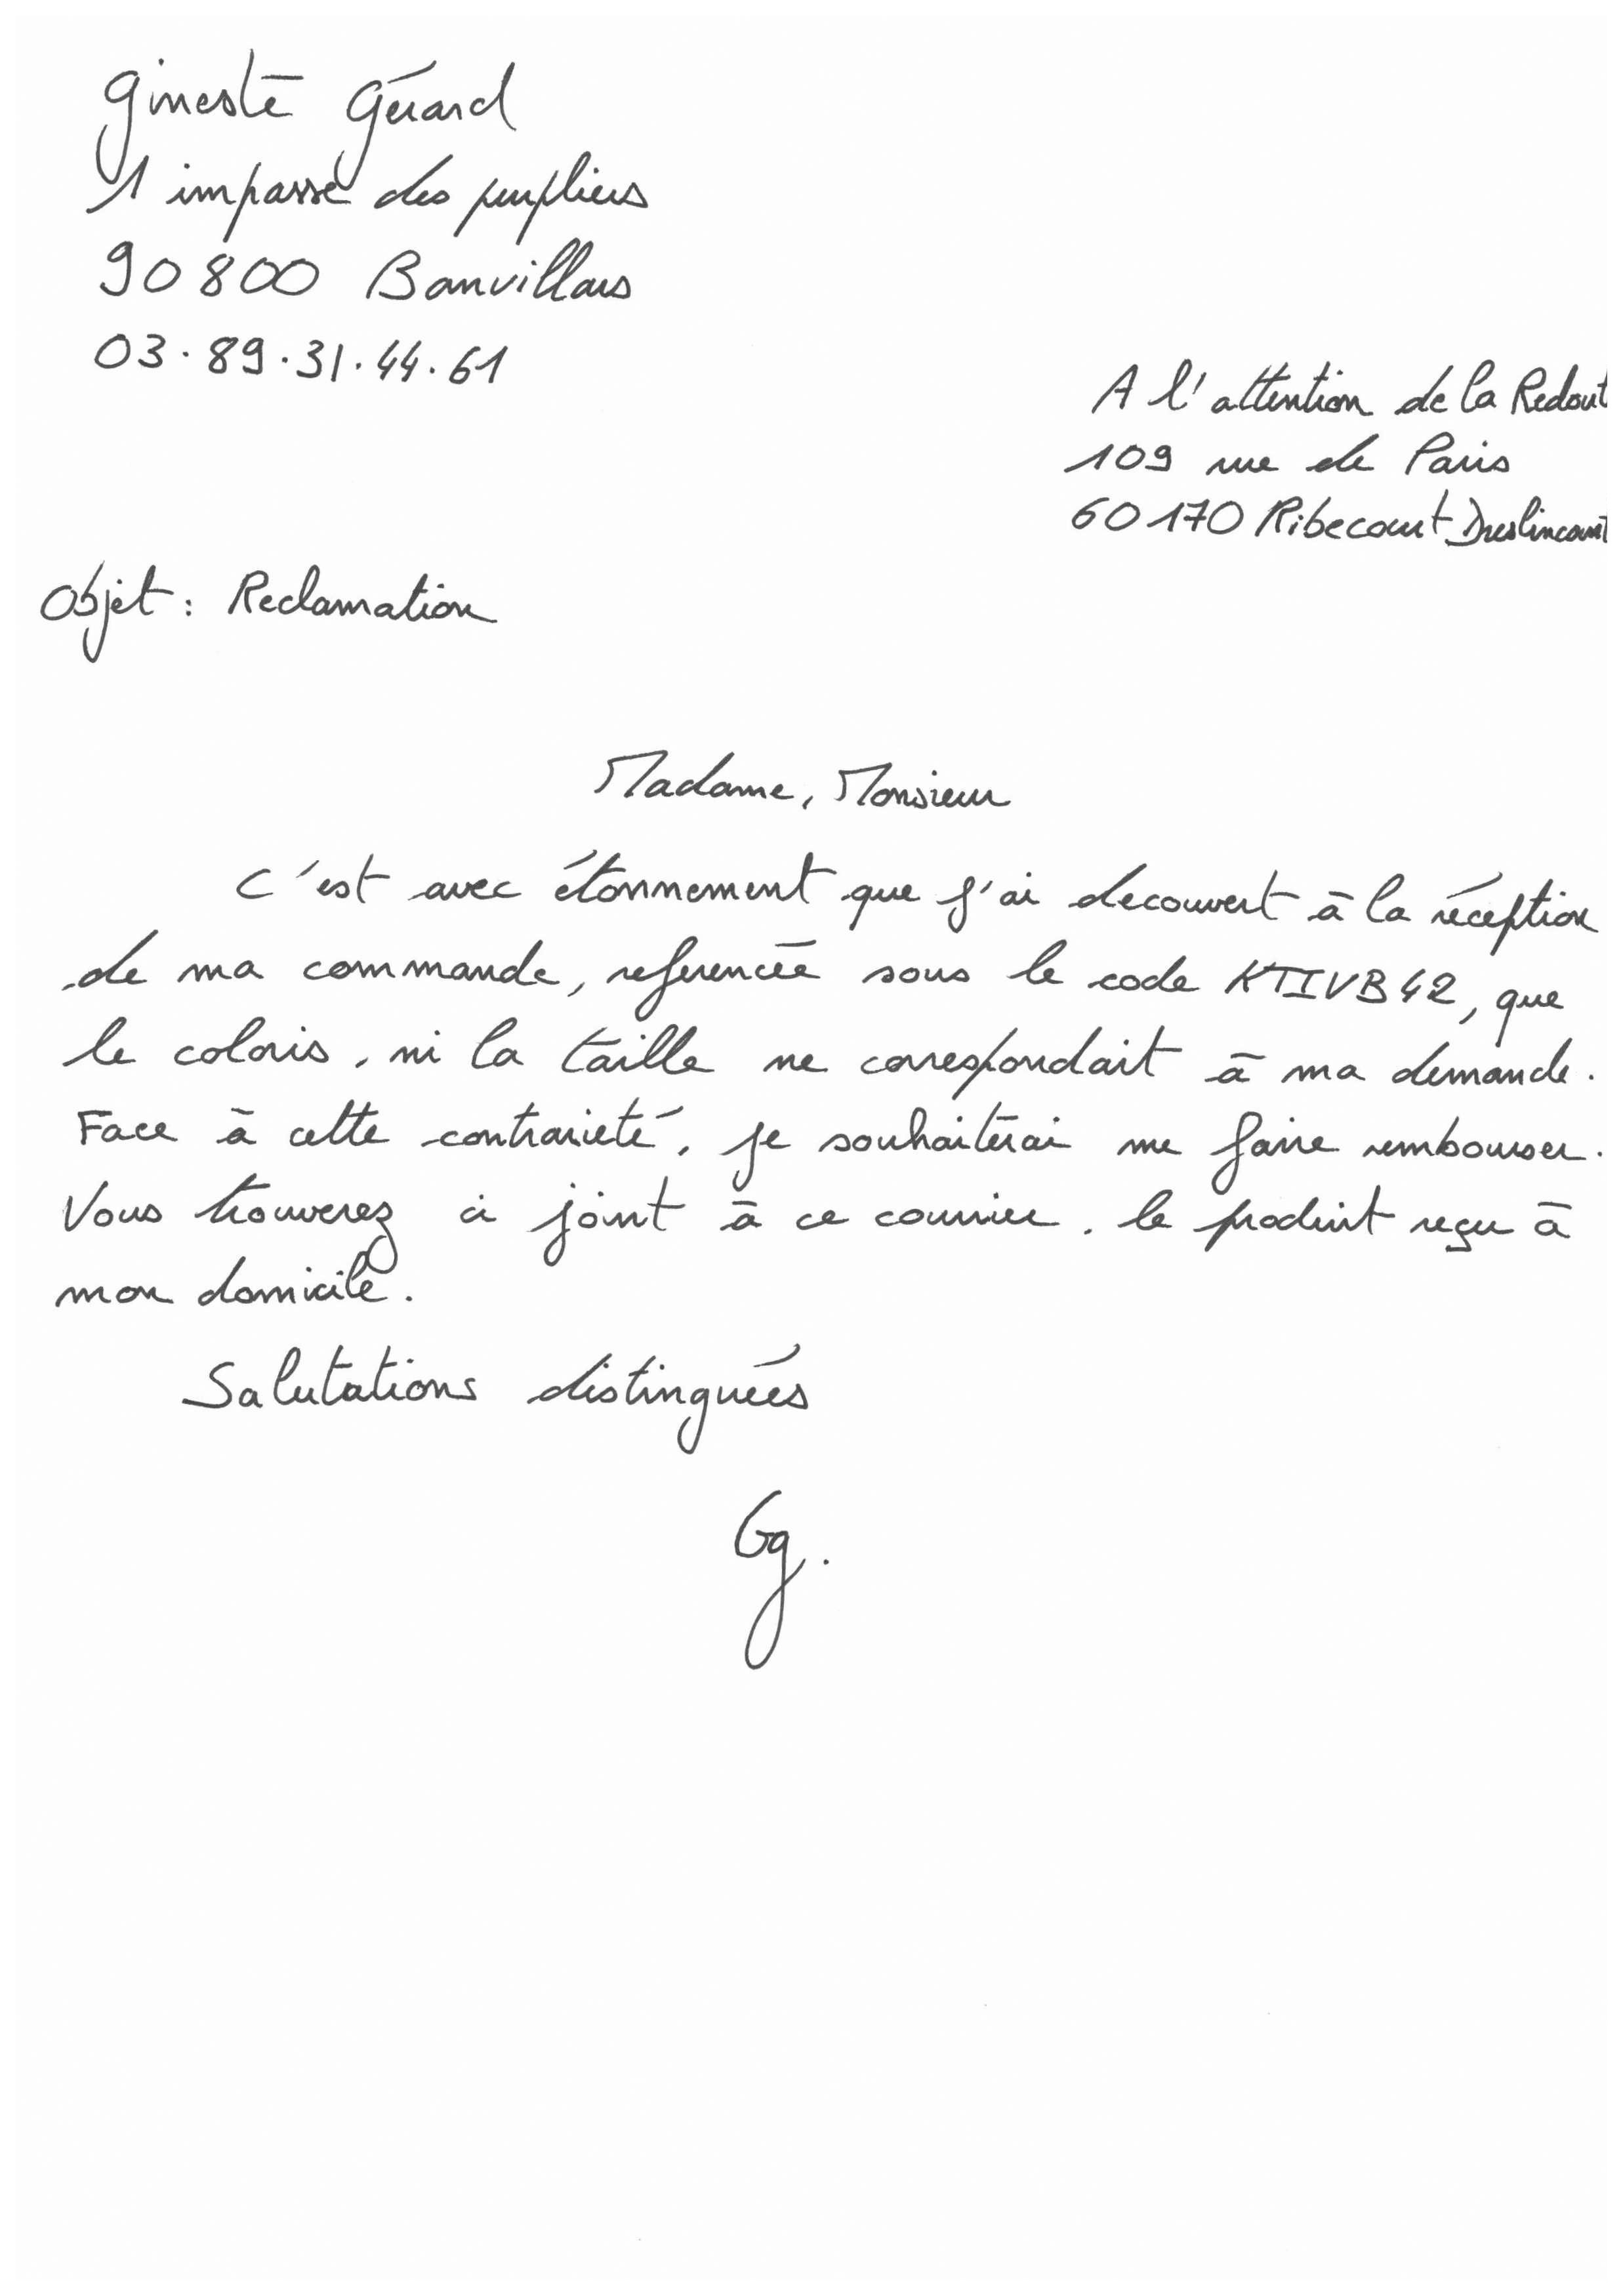 Gineste Gérard
1 impasse des peupliers
90800 Banvillars
03.89.31.44.61
A l'attention de la Redout
109 rue de Paris
60170 Ribecourt Dreslincourt
Objet : Reclamation
Madame, Monsieur
C'est avec étonnement que j'ai decouvert à la réception
de ma commande, referencée sous le code KTIVB42, que
le coloris, ni la taille ne correspondait à ma demande.
Face à cette contrarieté, je souhaiterai me faire rembourser.
Vous trouverez ci joint à ce courrier, le produit reçu à
mon domicile.
Salutations distinguées
Gg.